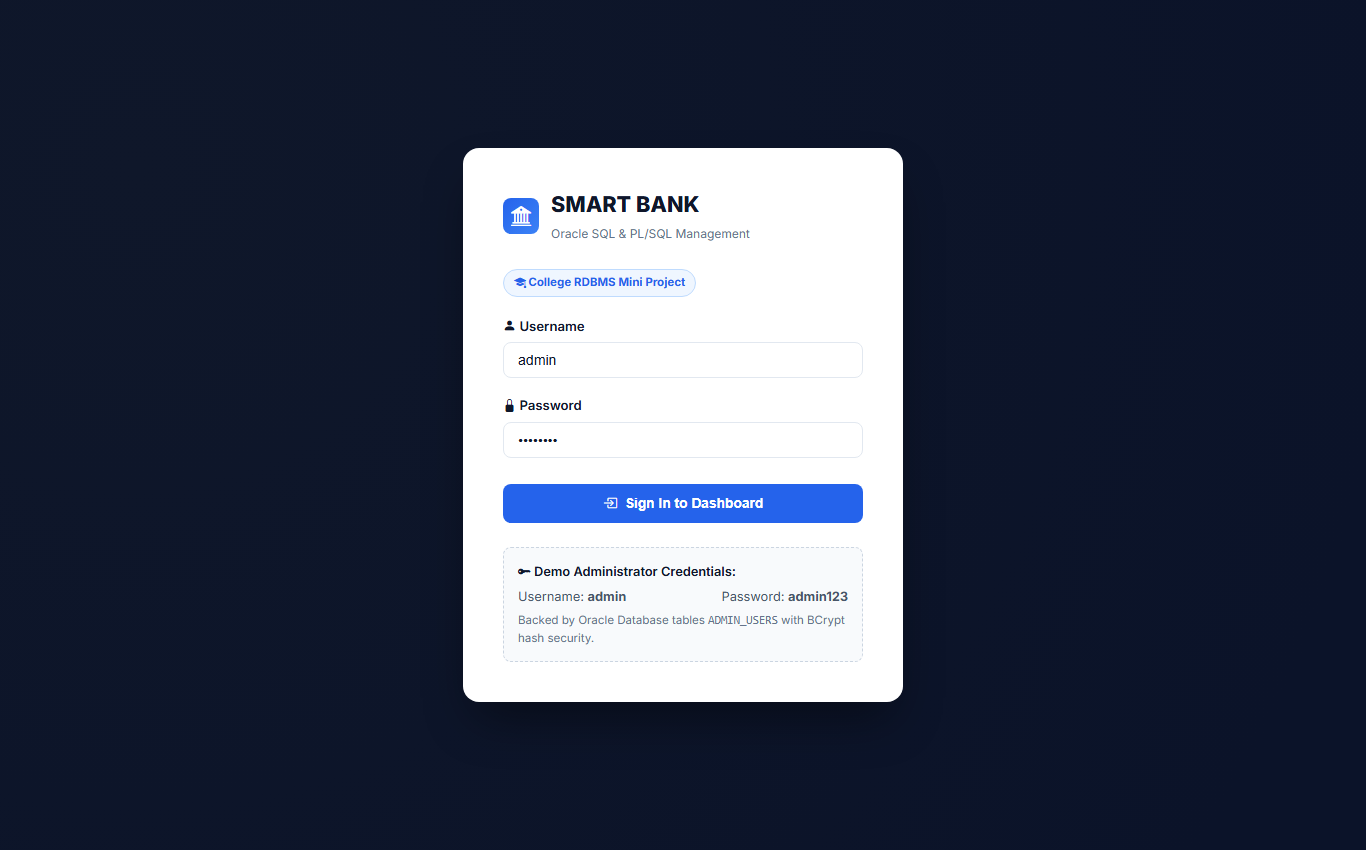 SMART BANK
Oracle SQL & PL/SQL Management
College RDBMS Mini Project
Username
admin
Password
••••••••
Sign In to Dashboard
Demo Administrator Credentials:
Username: admin Password: admin123
Backed by Oracle Database tables ADMIN_USERS with BCrypt
hash security.